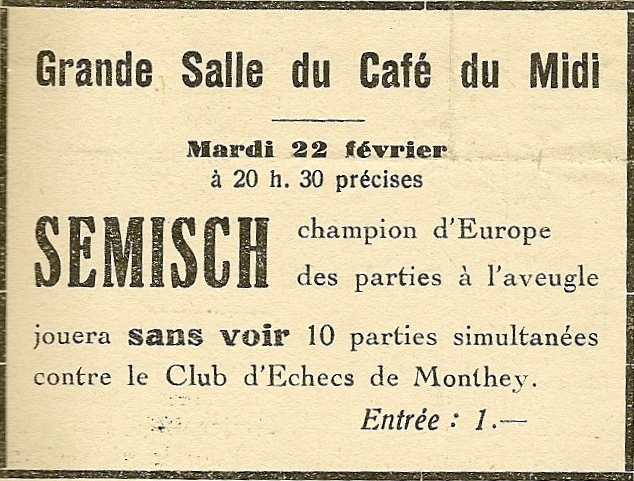 Grande Salle du Café du Midi
Mardi 22 février
à 20 h. 30 précises
SEMISCH champion d'Europe
des parties à l'aveugle
jouera sans voir 10 parties simultanées
contre le Club d'Echecs de Monthey.
Entrée : 1.—